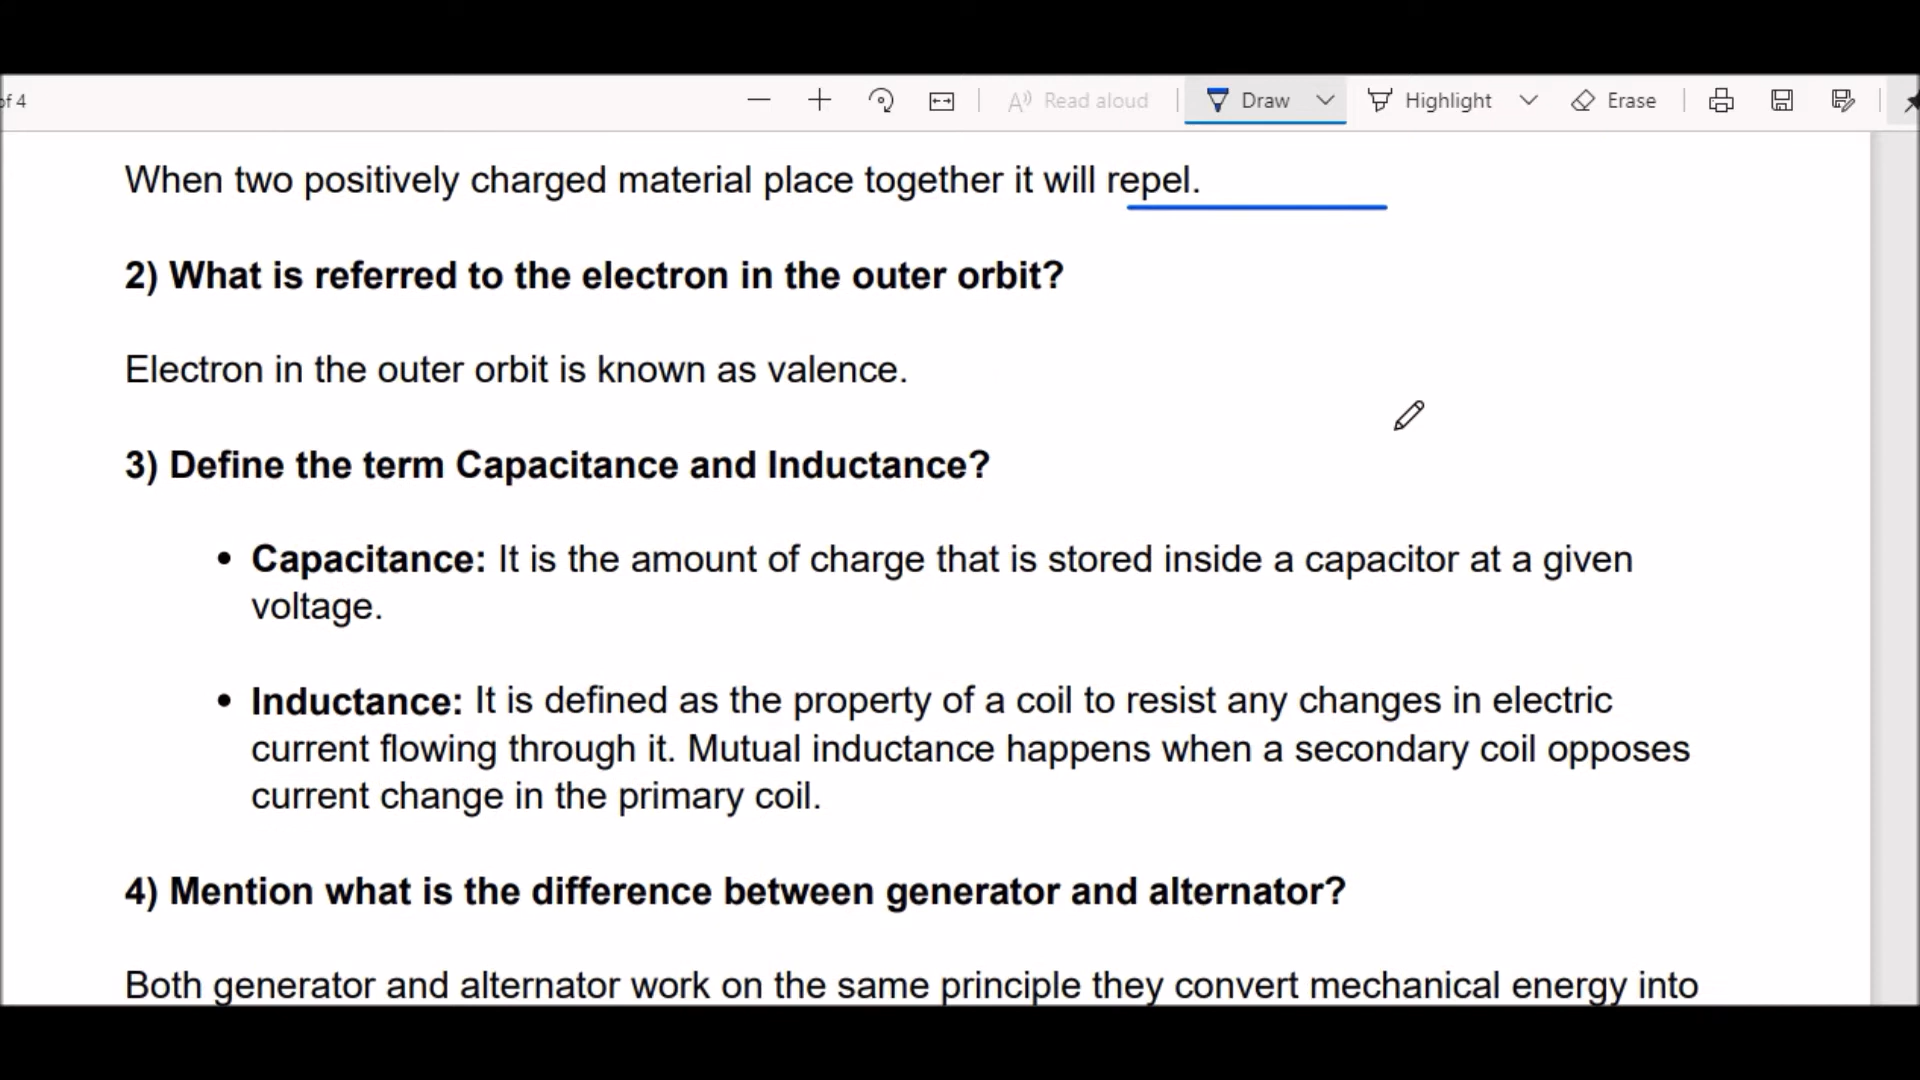 of 4
Read aloud
Draw
Highlight
Erase
When two positively charged material place together it will repel.
2) What is referred to the electron in the outer orbit?
Electron in the outer orbit is known as valence.
3) Define the term Capacitance and Inductance?
• Capacitance: It is the amount of charge that is stored inside a capacitor at a given
voltage.
• Inductance: It is defined as the property of a coil to resist any changes in electric
current flowing through it. Mutual inductance happens when a secondary coil opposes
current change in the primary coil.
4) Mention what is the difference between generator and alternator?
Both generator and alternator work on the same principle they convert mechanical energy into